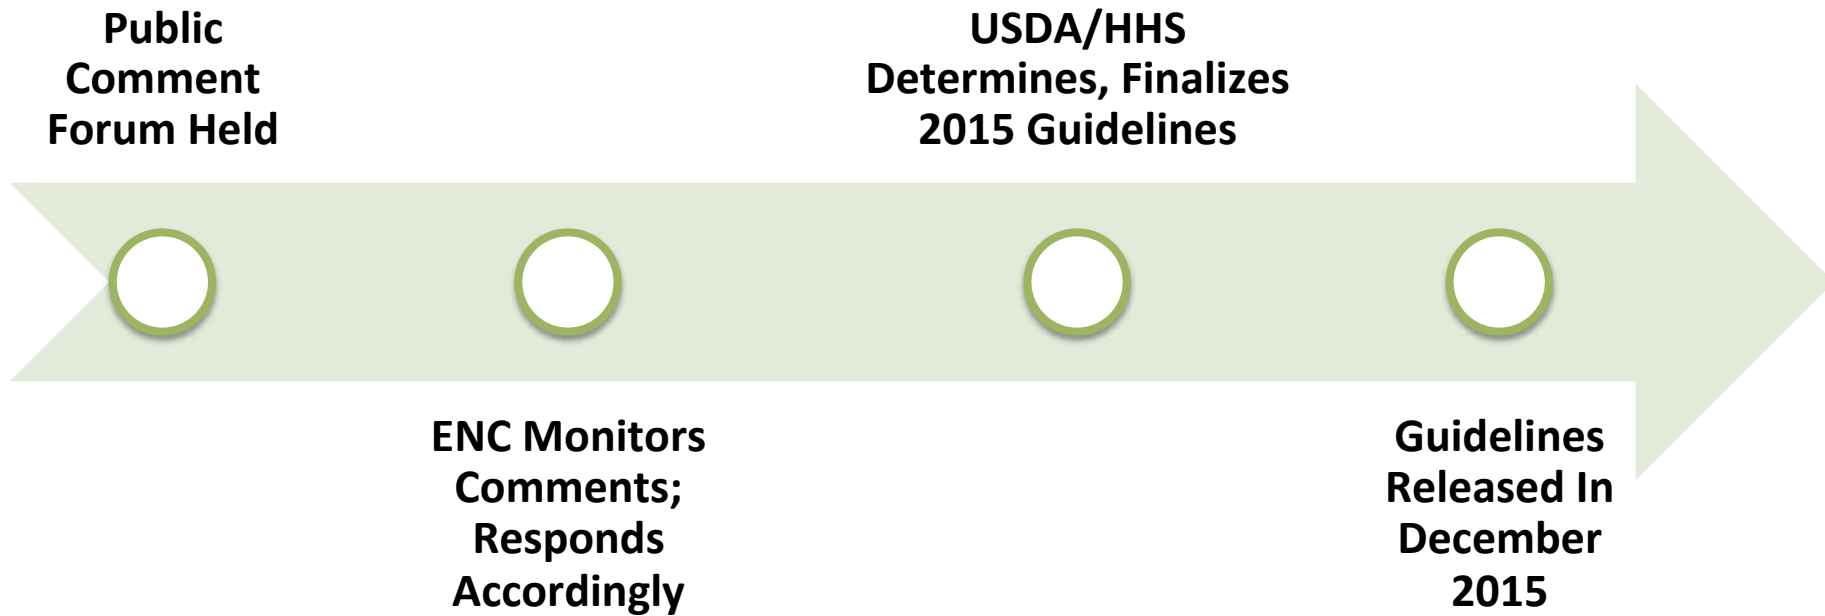 Public
Comment
Forum Held
ENC Monitors
Comments;
Responds
Accordingly
USDA/HHS
Determines, Finalizes
2015 Guidelines
Guidelines
Released In
December
2015